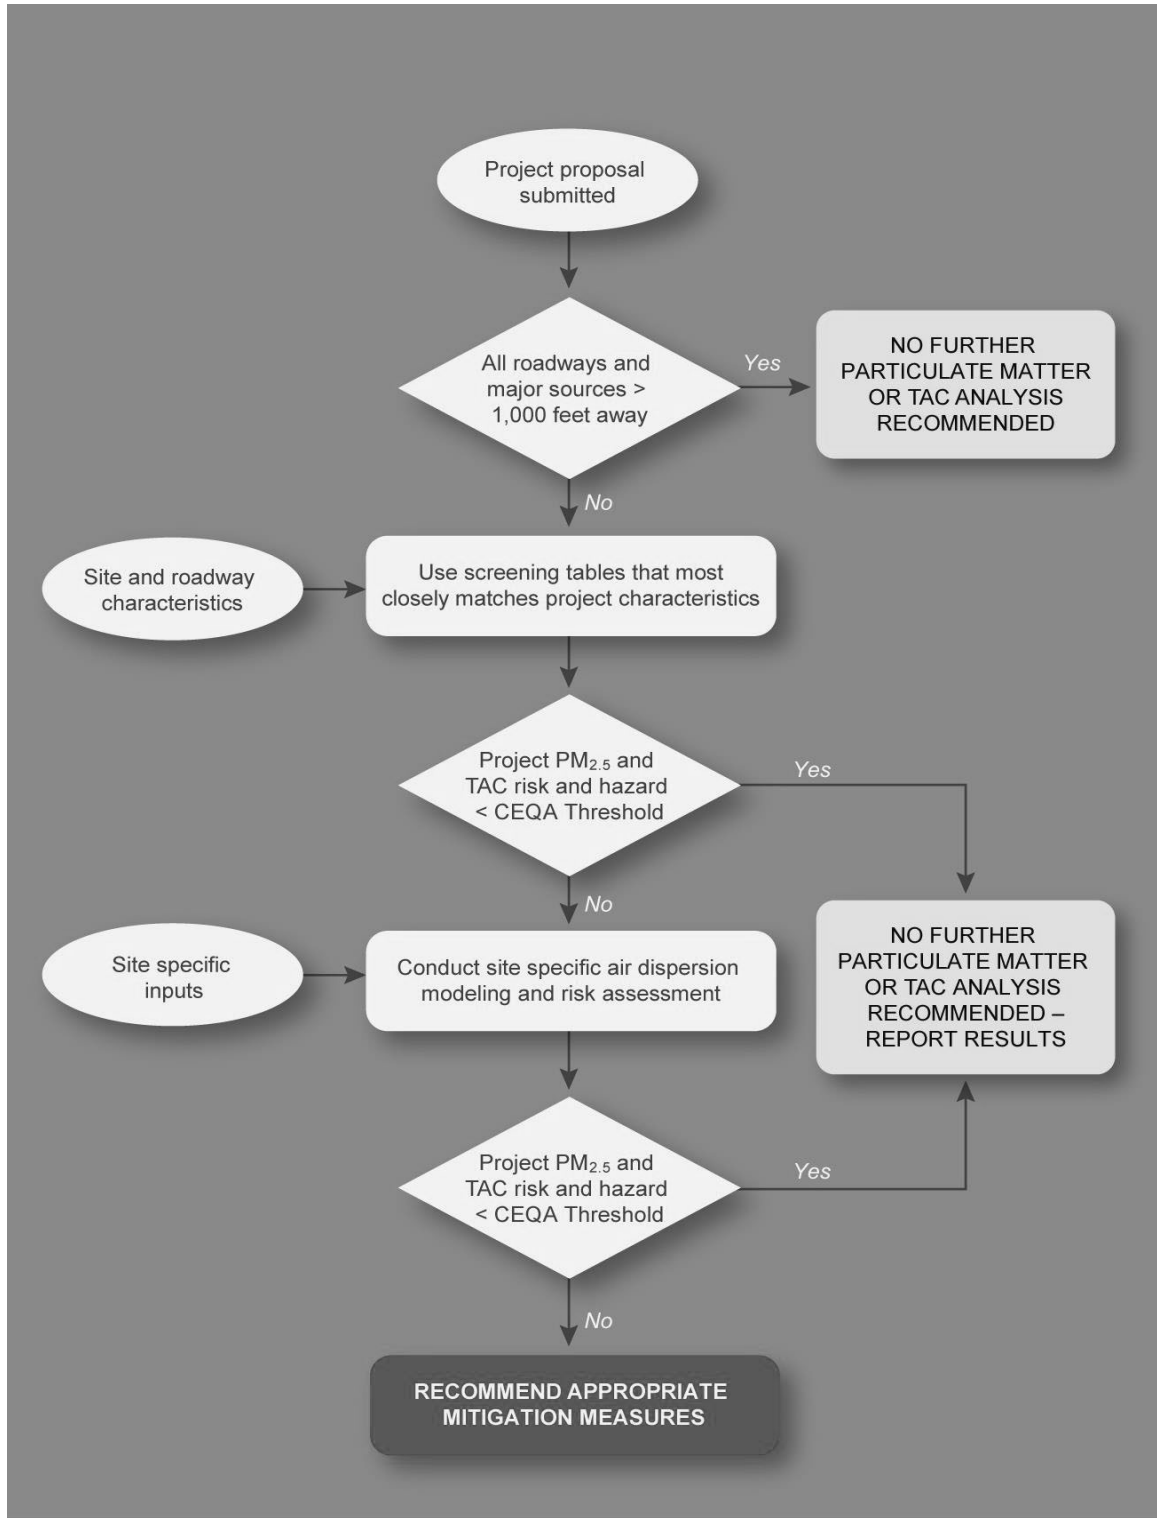 Project proposal
submitted
All roadways and
major sources >
1,000 feet away
Yes
NO FURTHER
PARTICULATE MATTER
OR TAC ANALYSIS
RECOMMENDED
No
Site and roadway
characteristics
Use screening tables that most
closely matches project characteristics
Project PM2.5 and
TAC risk and hazard
< CEQA Threshold
Yes
No
Site specific
inputs
Conduct site specific air dispersion
modeling and risk assessment
NO FURTHER
PARTICULATE MATTER
OR TAC ANALYSIS
RECOMMENDED –
REPORT RESULTS
Project PM2.5 and
TAC risk and hazard
< CEQA Threshold
Yes
No
RECOMMEND APPROPRIATE
MITIGATION MEASURES